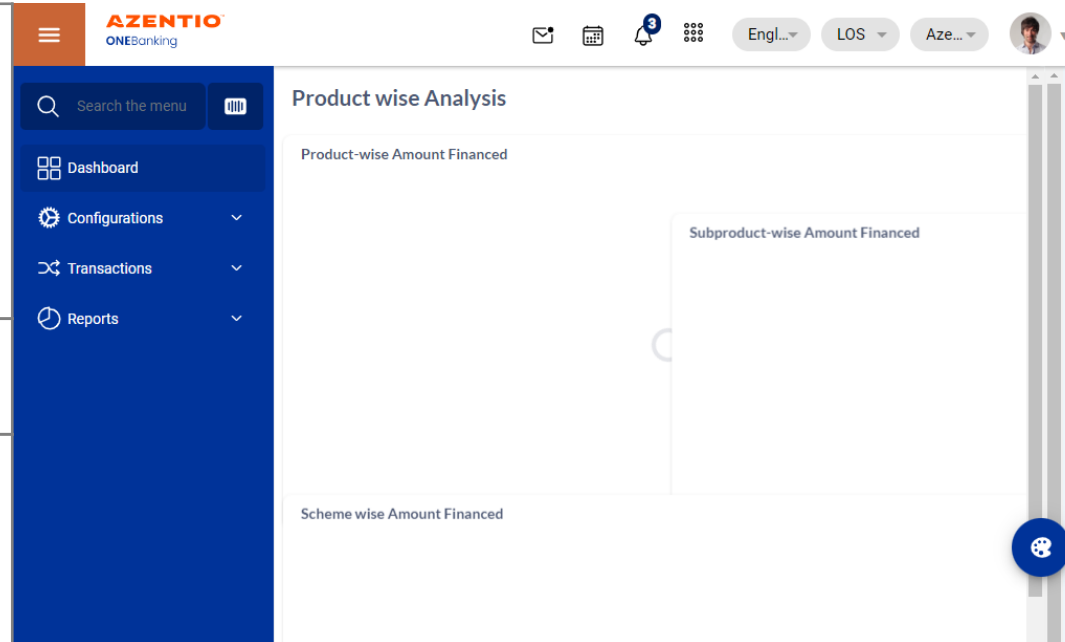 AZENTIO
ONEBanking
3
Engl...
LOS
Aze...
Search the menu
Dashboard
Configurations
Transactions
Reports
Product wise Analysis
Product-wise Amount Financed
Subproduct-wise Amount Financed
Scheme wise Amount Financed